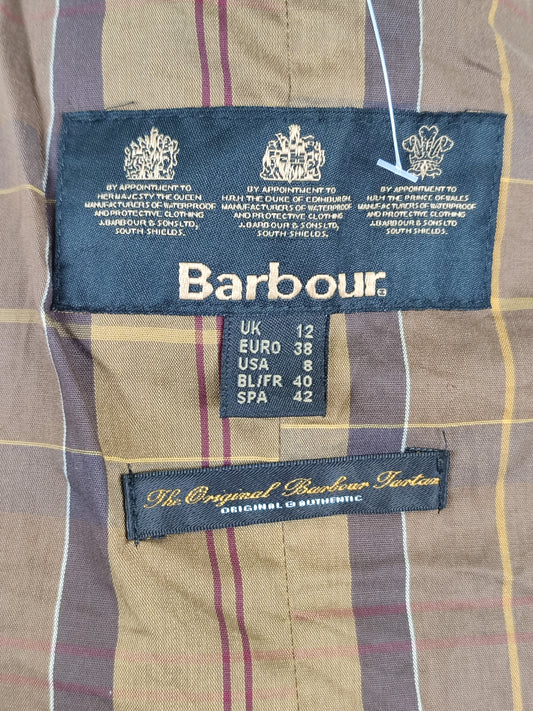 BY APPOINTMENT TO
HER MAJESTY THE QUEEN
MANUFACTURERS OF WATERPROOF
AND PROTECTIVE CLOTHING
J.BARBOUR & SONS LTD,
SOUTH SHIELDS.
BY APPOINTMENT TO
H.R.H. THE DUKE OF EDINBURGH
MANUFACTURERS OF WATERPROOF
AND PROTECTIVE CLOTHING
J.BARBOUR & SONS LTD,
SOUTH SHIELDS.
BY APPOINTMENT TO
H.R.H. THE PRINCE OF WALES
MANUFACTURERS OF WATERPROOF
AND PROTECTIVE CLOTHING
J.BARBOUR & SONS LTD,
SOUTH SHIELDS.
Barbour
UK 12
EURO 38
USA 8
BL/FR 40
SPA 42
The Original Barbour Tartan
ORIGINAL & AUTHENTIC